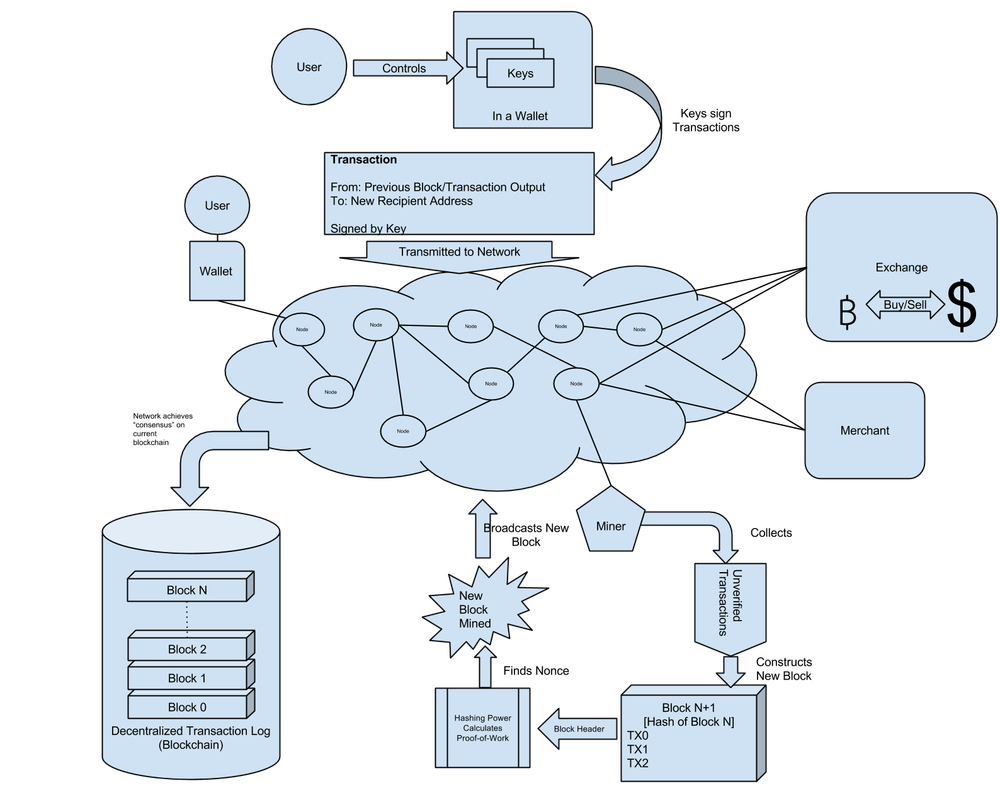 User
Controls
Keys
In a Wallet
Keys sign
Transactions
Transaction
From: Previous Block/Transaction Output
To: New Recipient Address
Signed by Key
Transmitted to Network
User
Wallet
Exchange
Buy/Sell
$
Node
Node
Node
Node
Node
Node
Node
Node
Node
Merchant
Network achieves
“consensus” on
current
blockchain
Miner
Collects
Unverified
Transactions
Constructs
New Block
Block N+1
[Hash of Block N]
TX0
TX1
TX2
Block Header
Hashing Power
Calculates
Proof-of-Work
Finds Nonce
New
Block
Mined
Broadcasts New
Block
Block N
Block 2
Block 1
Block 0
Decentralized Transaction Log
(Blockchain)